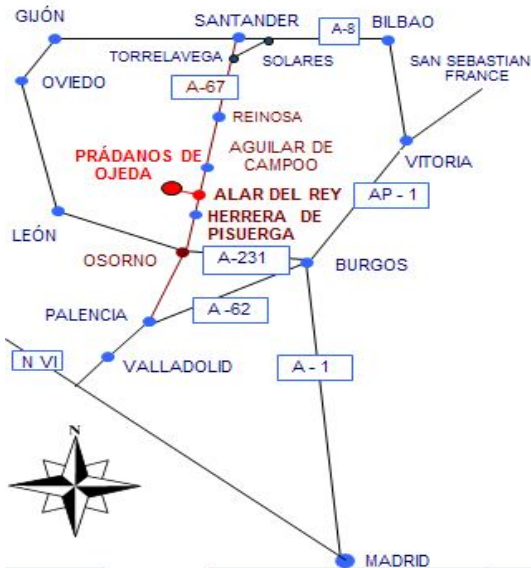 GIJÓN
SANTANDER
BILBAO
A-8
TORRELAVEGA
SOLARES
SAN SEBASTIAN
FRANCE
OVIEDO
A-67
REINOSA
PRÁDANOS DE
OJEDA
AGUILAR DE
CAMPOO
VITORIA
ALAR DEL REY
AP - 1
HERRERA DE
PISUERGA
LEÓN
OSORNO
A-231
BURGOS
PALENCIA
A -62
N VI
VALLADOLID
A - 1
N
MADRID